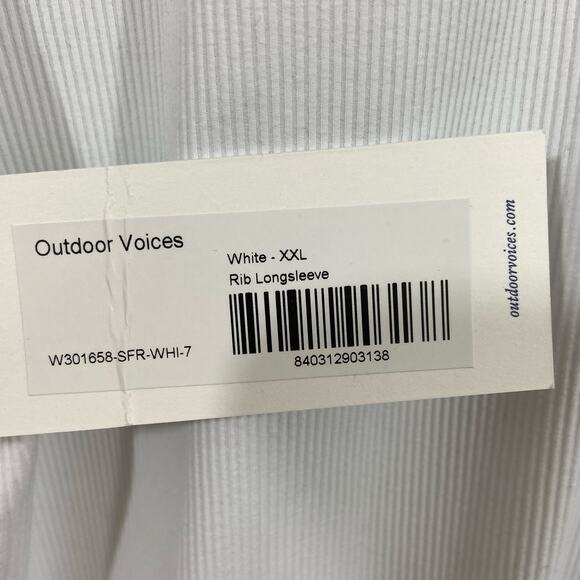 Outdoor Voices
White - XXL
Rib Longsleeve
W301658-SFR-WHI-7
840312903138
outdoorvoices.com